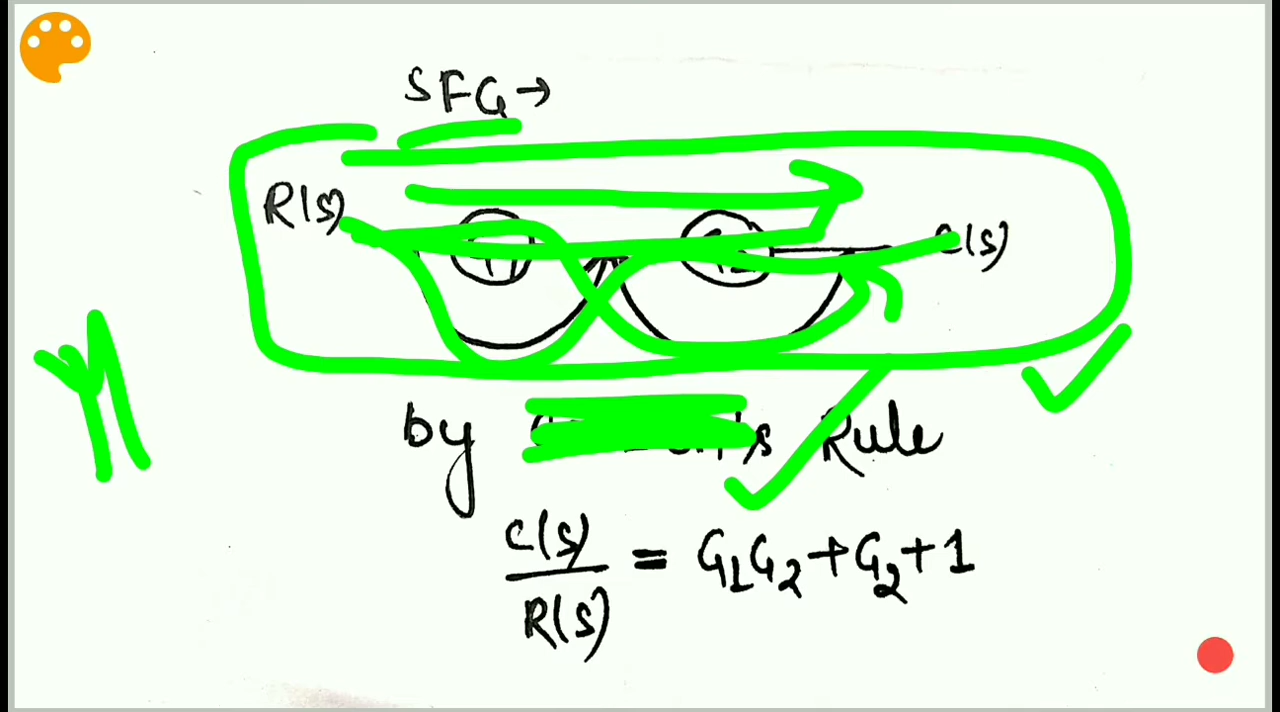 SFG →
R(s) C(s)
by Rule
C(s)
R(s) = G1G2 + G2 + 1